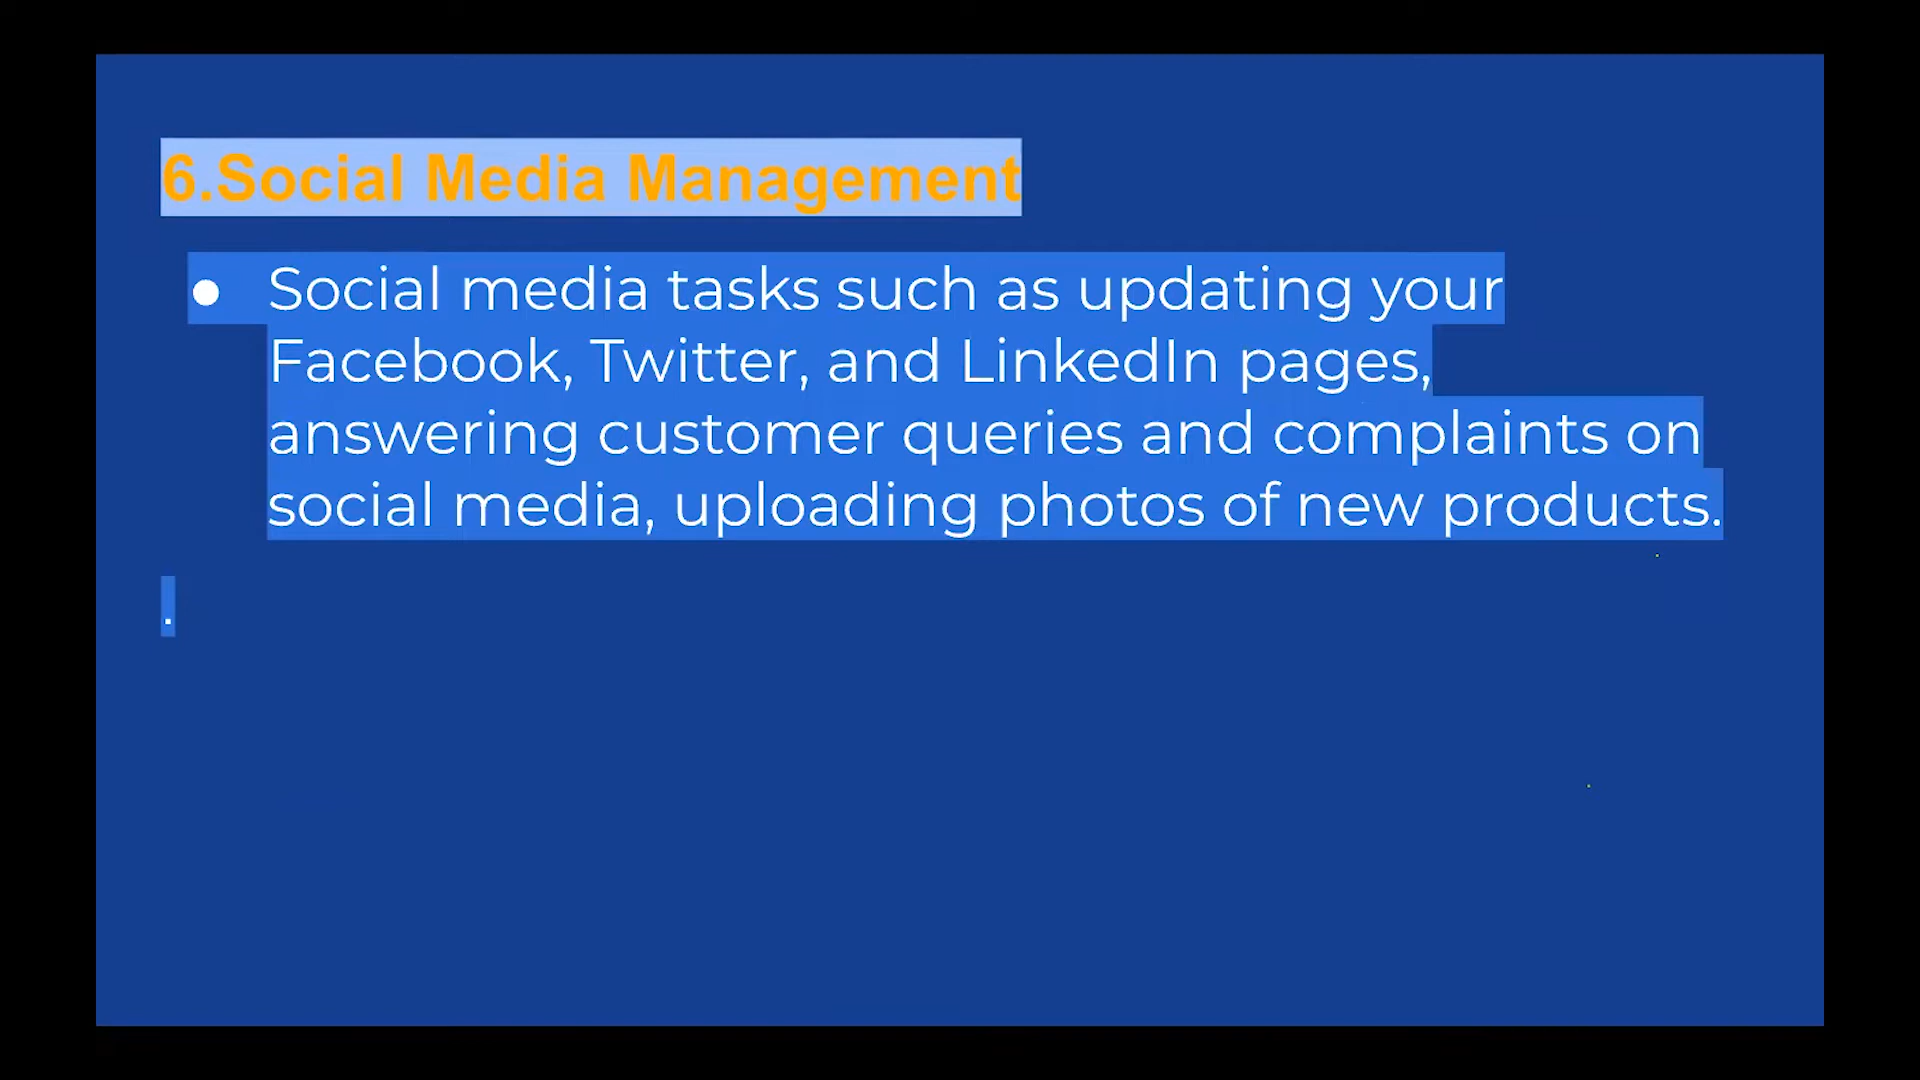 6.Social Media Management
● Social media tasks such as updating your
Facebook, Twitter, and LinkedIn pages,
answering customer queries and complaints on
social media, uploading photos of new products.
.